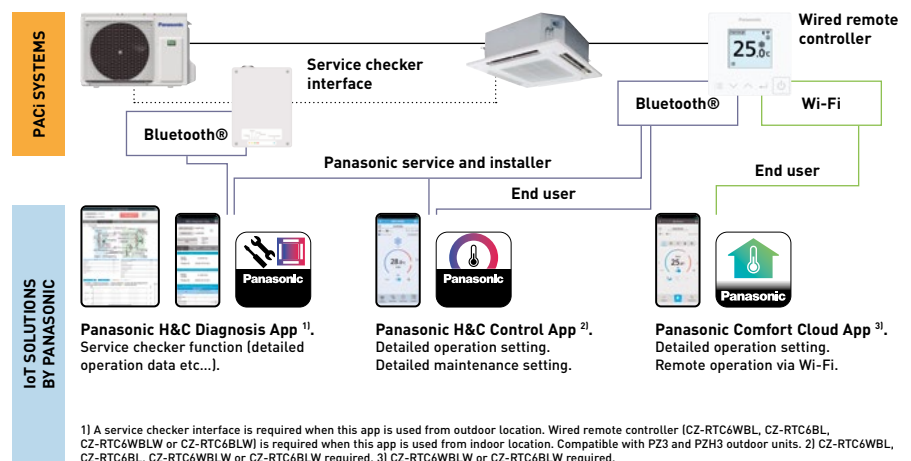 PACi SYSTEMS
Panasonic
Panasonic
25.0c
Wired remote
controller
Service checker
interface
Bluetooth®
Bluetooth®
Wi-Fi
Panasonic service and installer
End user
End user
IoT SOLUTIONS
BY PANASONIC
Panasonic
28.0
Panasonic
25
Panasonic
Panasonic H&C Diagnosis App 1).
Service checker function (detailed
operation data etc...).
Panasonic H&C Control App 2).
Detailed operation setting.
Detailed maintenance setting.
Panasonic Comfort Cloud App 3).
Detailed operation setting.
Remote operation via Wi-Fi.
1) A service checker interface is required when this app is used from outdoor location. Wired remote controller (CZ-RTC6WBL, CZ-RTC6BL,
CZ-RTC6WBLW or CZ-RTC6BLW) is required when this app is used from indoor location. Compatible with PZ3 and PZH3 outdoor units. 2) CZ-RTC6WBL,
CZ-RTC6BL, CZ-RTC6WBLW or CZ-RTC6BLW required. 3) CZ-RTC6WBLW or CZ-RTC6BLW required.